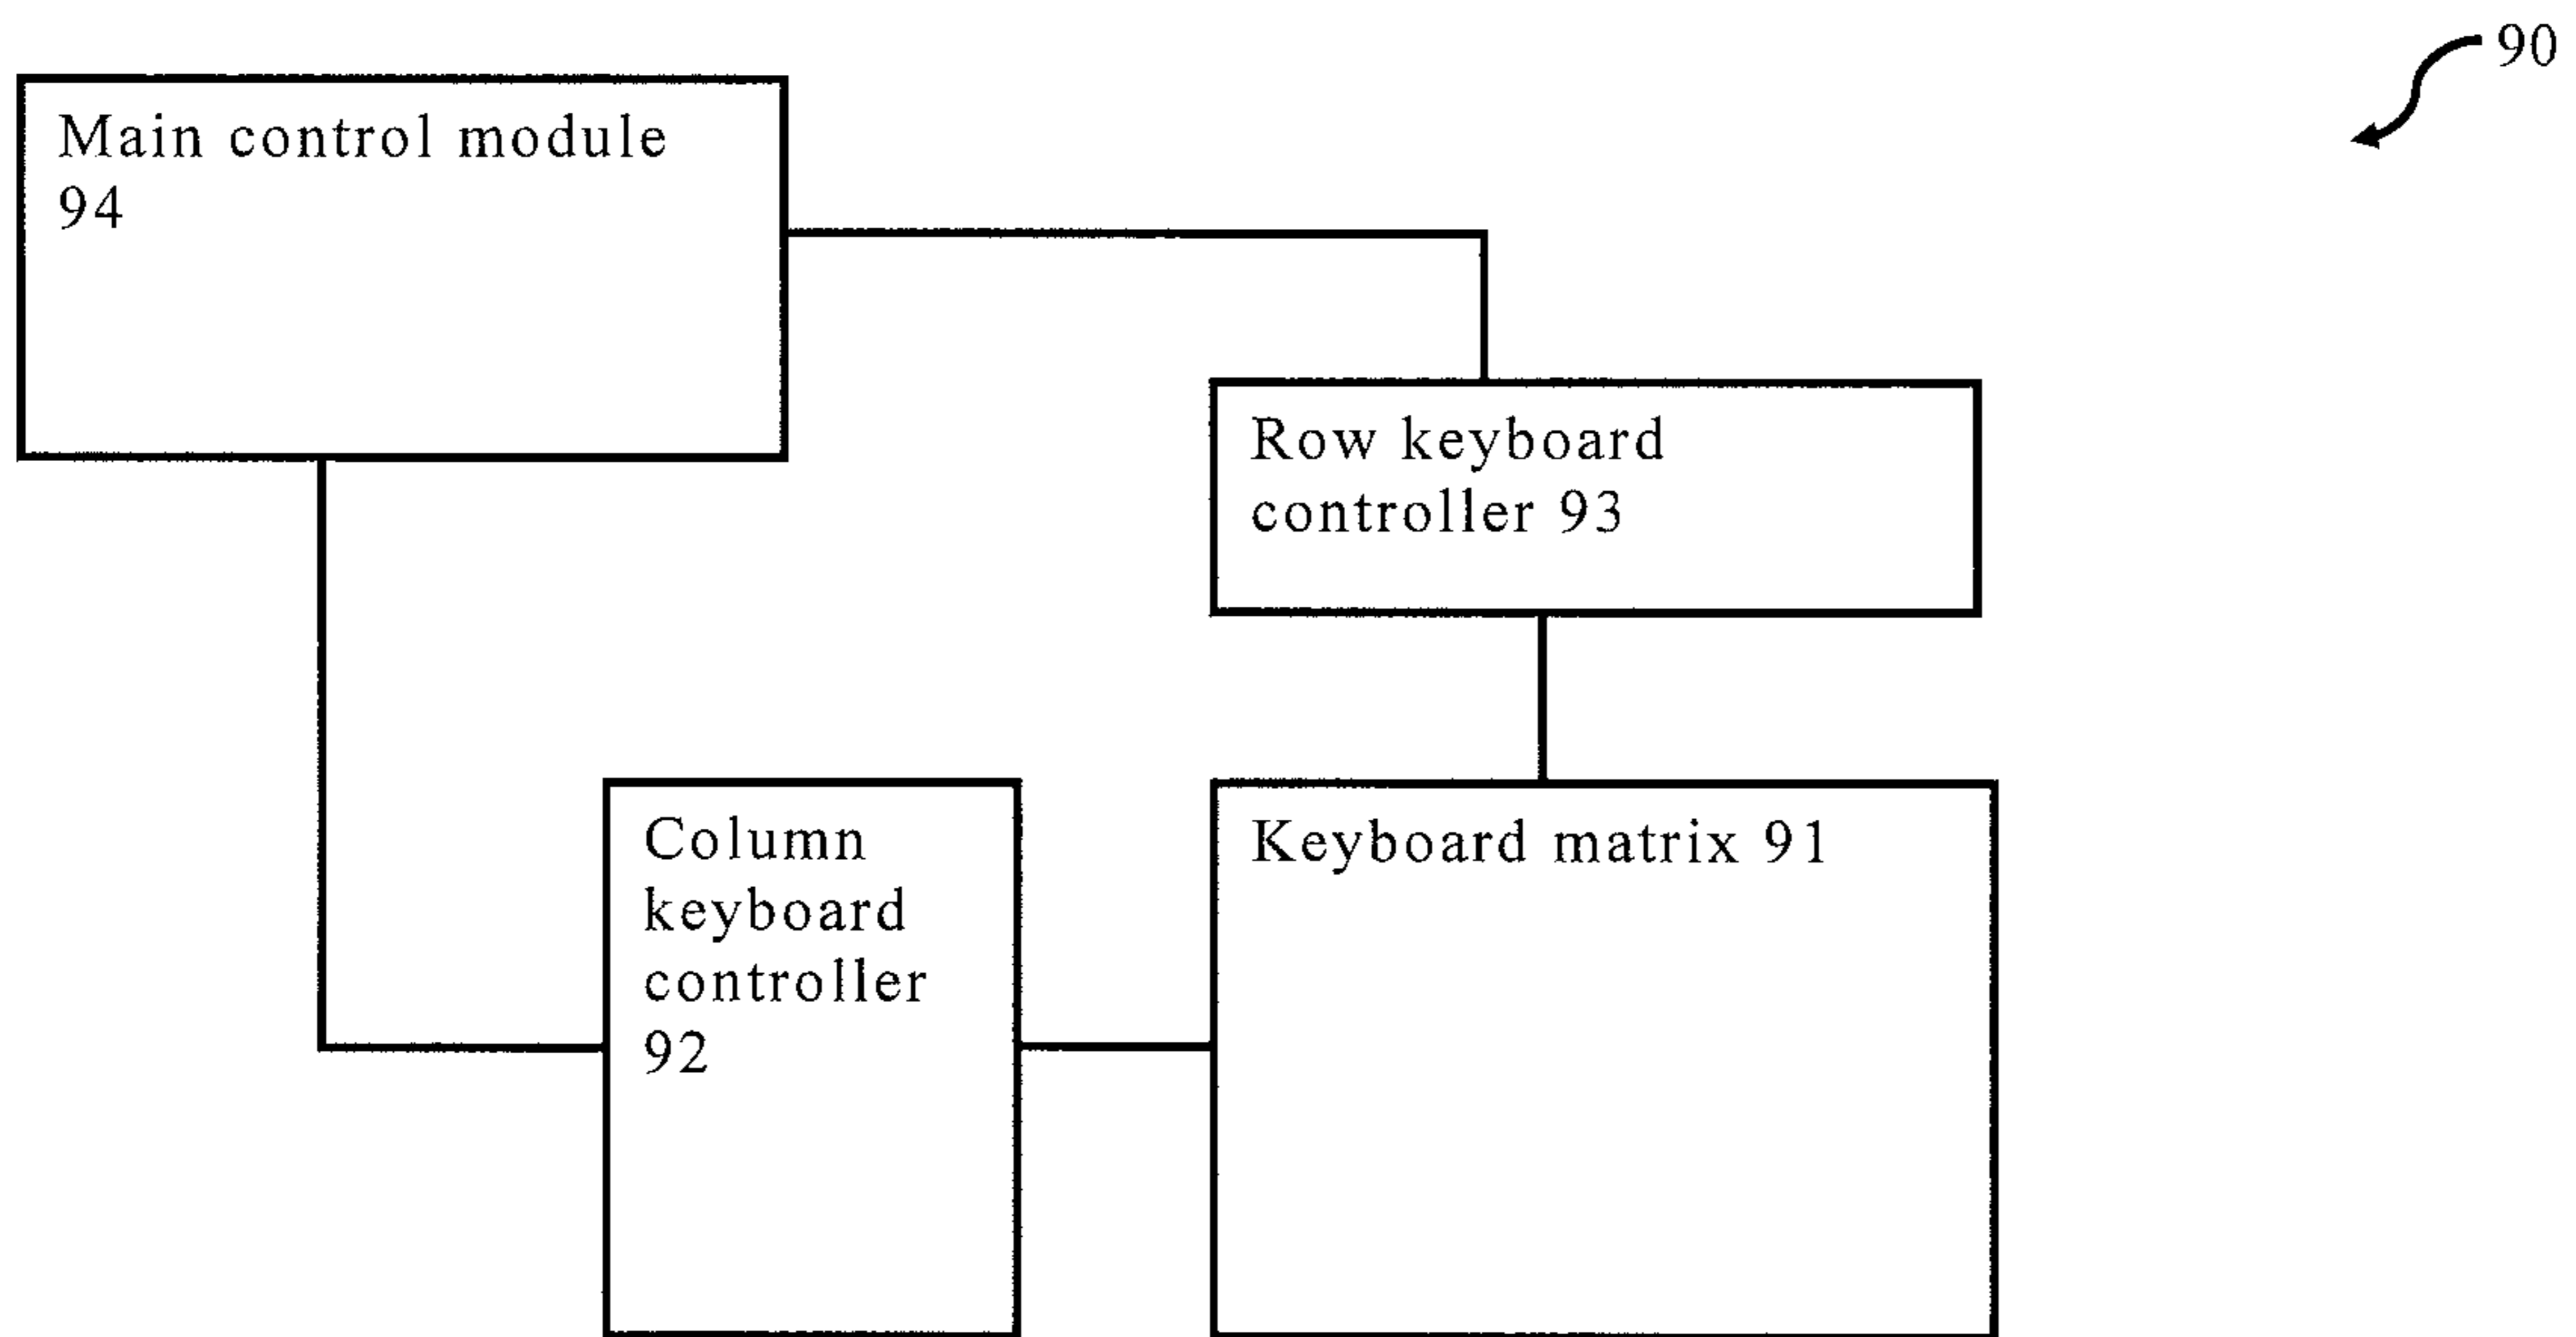 90
Main control module
94
Row keyboard
controller 93
Column
keyboard
controller
92
Keyboard matrix 91